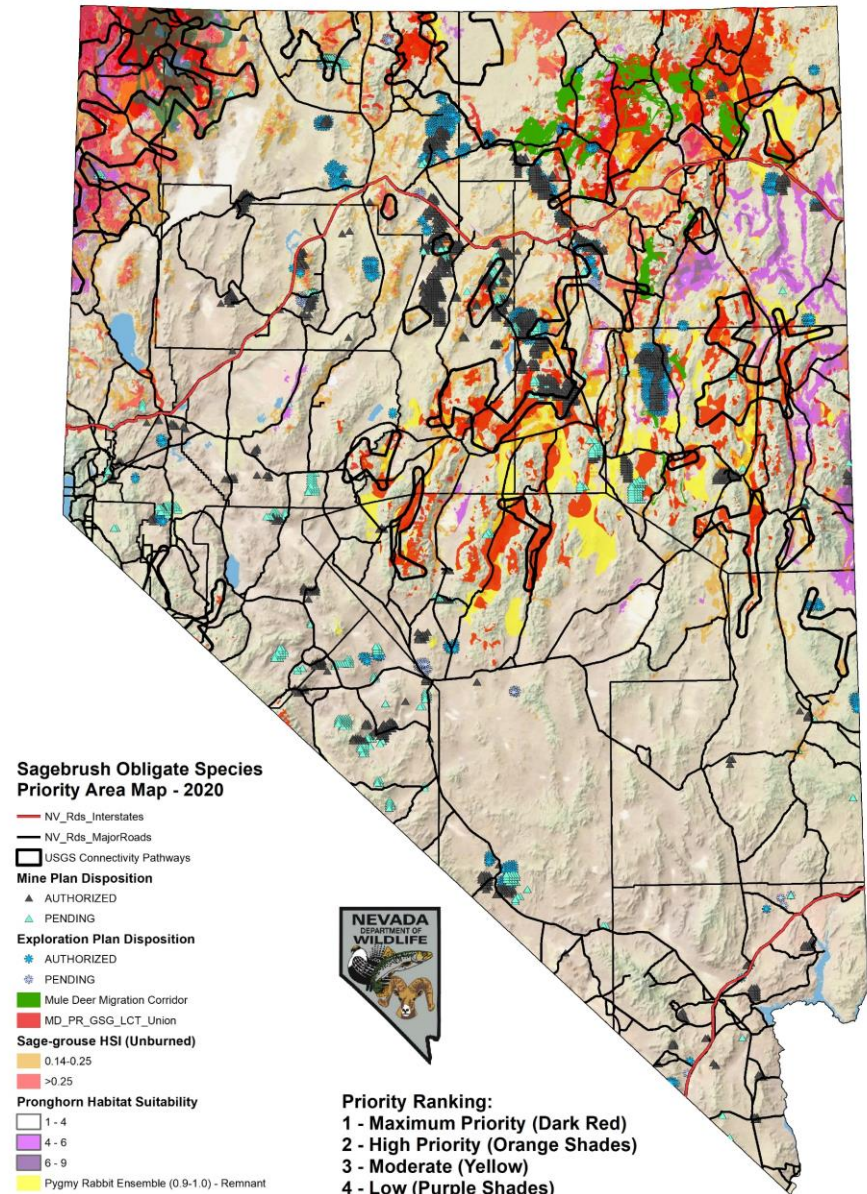 Sagebrush Obligate Species
Priority Area Map - 2020
NV_Rds_Interstates
NV_Rds_MajorRoads
USGS Connectivity Pathways
Mine Plan Disposition
AUTHORIZED
PENDING
Exploration Plan Disposition
AUTHORIZED
PENDING
Mule Deer Migration Corridor
MD_PR_GSG_LCT_Union
Sage-grouse HSI (Unburned)
0.14-0.25
>0.25
Pronghorn Habitat Suitability
1 - 4
4 - 6
6 - 9
Pygmy Rabbit Ensemble (0.9-1.0) - Remnant
NEVADA
DEPARTMENT OF
WILDLIFE
Priority Ranking:
1 - Maximum Priority (Dark Red)
2 - High Priority (Orange Shades)
3 - Moderate (Yellow)
4 - Low (Purple Shades)